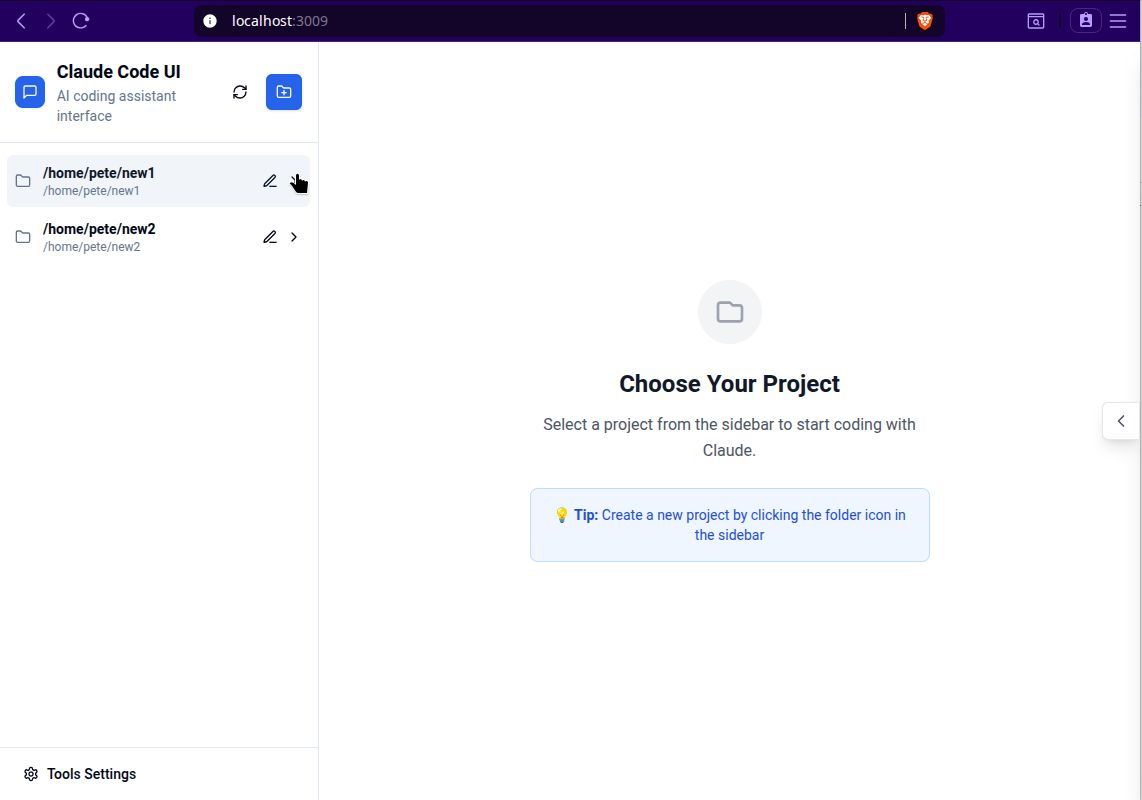 localhost:3009
Claude Code UI
AI coding assistant
interface
/home/pete/new1
/home/pete/new1
/home/pete/new2
/home/pete/new2
Choose Your Project
Select a project from the sidebar to start coding with
Claude.
💡 Tip: Create a new project by clicking the folder icon in
the sidebar
Tools Settings